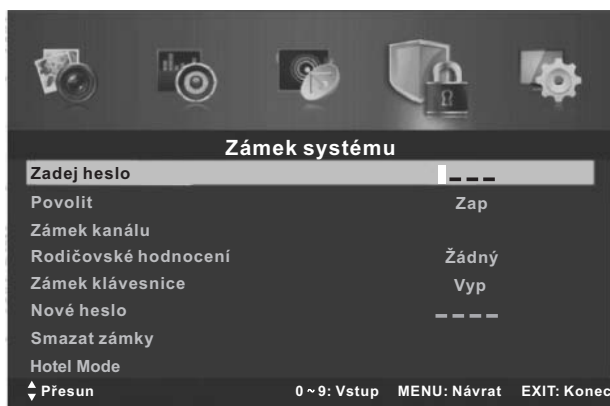 Zámek systému
Zadej heslo _ _ _
Povolit Zap
Zámek kanálu
Rodičovské hodnocení Žádný
Zámek klávesnice Vyp
Nové heslo _ _ _ _
Smazat zámky
Hotel Mode
Přesun 0 ~ 9: Vstup MENU: Návrat EXIT: Konec